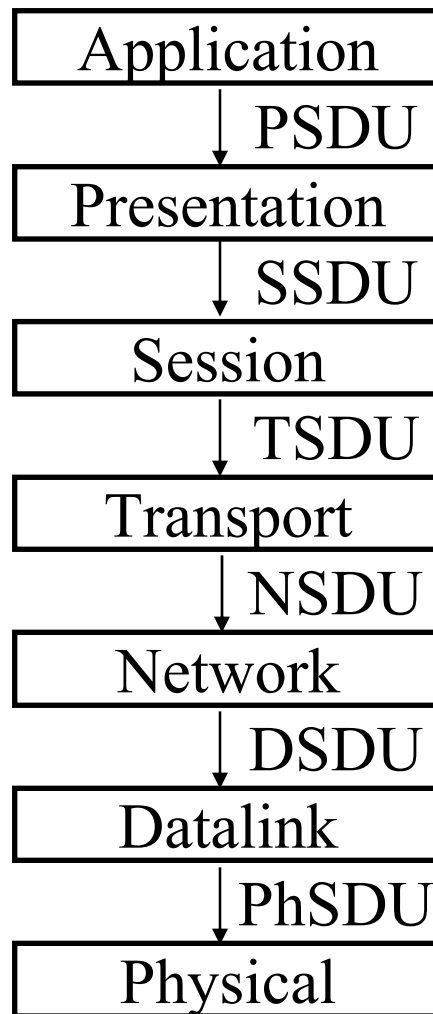 Application
PSDU
Presentation
SSDU
Session
TSDU
Transport
NSDU
Network
DSDU
Datalink
PhSDU
Physical